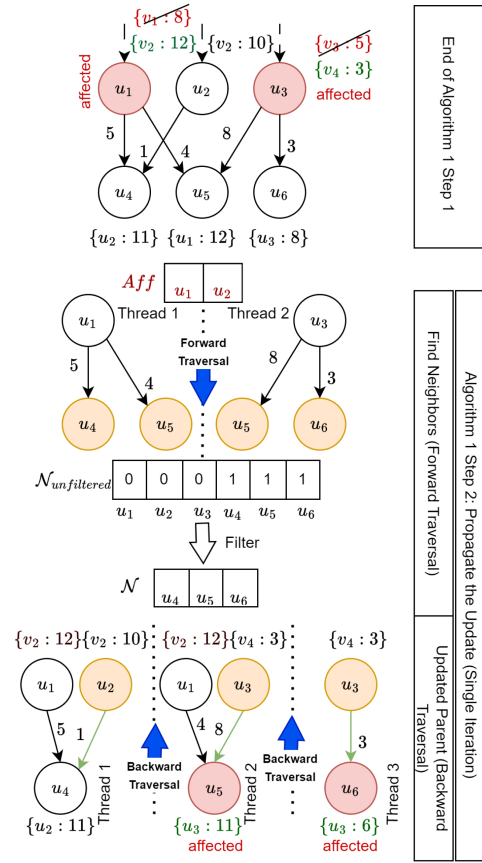 {v₁ : 8}
{v₂ : 12} {v₂ : 10} {v₃ : 5}
{v₄ : 3}
affected u₁ u₂ u₃ affected
5 1 4 8 3
u₄ u₅ u₆
{u₂ : 11} {u₁ : 12} {u₃ : 8}
End of Algorithm 1 Step 1
Aff u₁ u₂
u₁ Thread 1 Thread 2 u₃
Forward
Traversal
5 4 8 3
u₄ u₅ u₅ u₆
𝒩unfiltered 0 0 0 1 1 1
u₁ u₂ u₃ u₄ u₅ u₆
Filter
𝒩 u₄ u₅ u₆
Find Neighbors (Forward Traversal)
Algorithm 1 Step 2: Propagate the Update (Single Iteration)
{v₂ : 12}{v₂ : 10} {v₂ : 12}{v₄ : 3} {v₄ : 3}
u₁ u₂ u₁ u₃ u₃
5 1 4 8 3
Backward
Traversal
Backward
Traversal
u₄ Thread 1 u₅ Thread 2 u₆ Thread 3
{u₂ : 11} {u₃ : 11} {u₃ : 6}
affected affected
Updated Parent (Backward
Traversal)